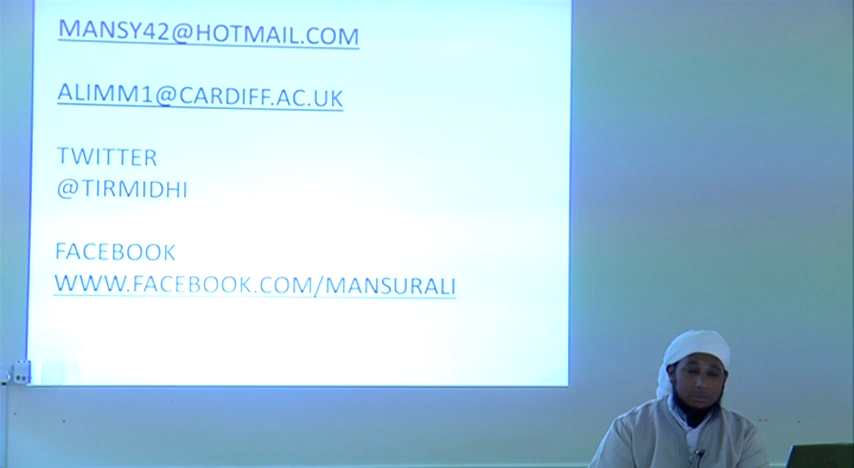 MANSY42@HOTMAIL.COM
ALIMM1@CARDIFF.AC.UK
TWITTER
@TIRMIDHI
FACEBOOK
WWW.FACEBOOK.COM/MANSURALI